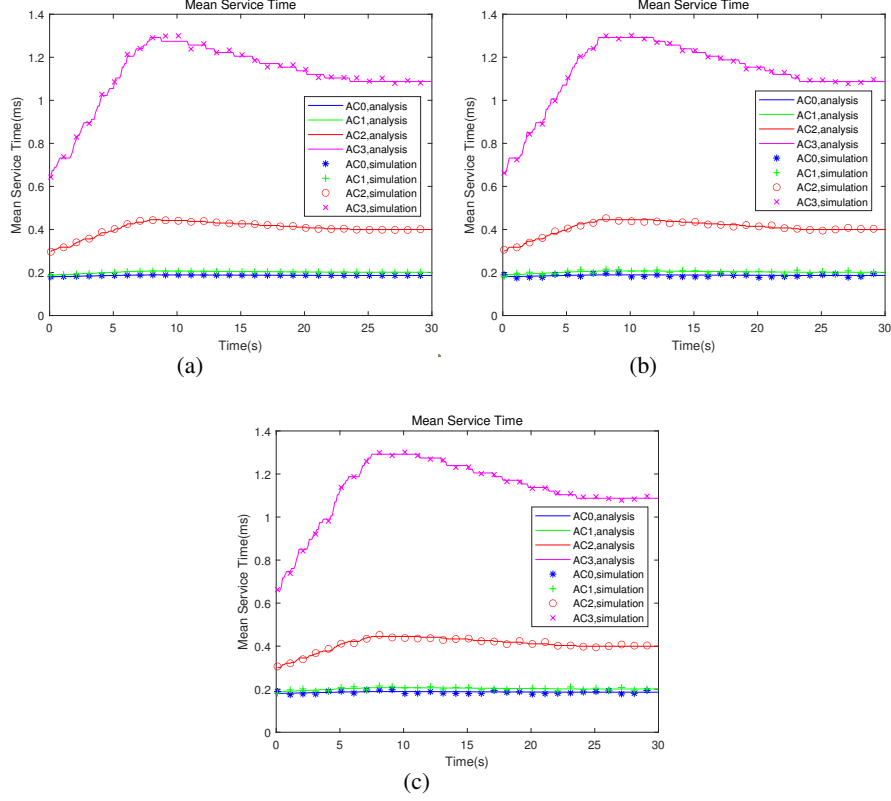 Mean Service Time
Mean Service Time(ms)
1.4
1.2
1
0.8
0.6
0.4
0.2
0
0 5 10 15 20 25 30
Time(s)
AC0,analysis
AC1,analysis
AC2,analysis
AC3,analysis
AC0,simulation
AC1,simulation
AC2,simulation
AC3,simulation
(a)
Mean Service Time
Mean Service Time(ms)
1.4
1.2
1
0.8
0.6
0.4
0.2
0
0 5 10 15 20 25 30
Time(s)
AC0,analysis
AC1,analysis
AC2,analysis
AC3,analysis
AC0,simulation
AC1,simulation
AC2,simulation
AC3,simulation
(b)
Mean Service Time
Mean Service Time(ms)
1.4
1.2
1
0.8
0.6
0.4
0.2
0
0 5 10 15 20 25 30
Time(s)
AC0,analysis
AC1,analysis
AC2,analysis
AC3,analysis
AC0,simulation
AC1,simulation
AC2,simulation
AC3,simulation
(c)